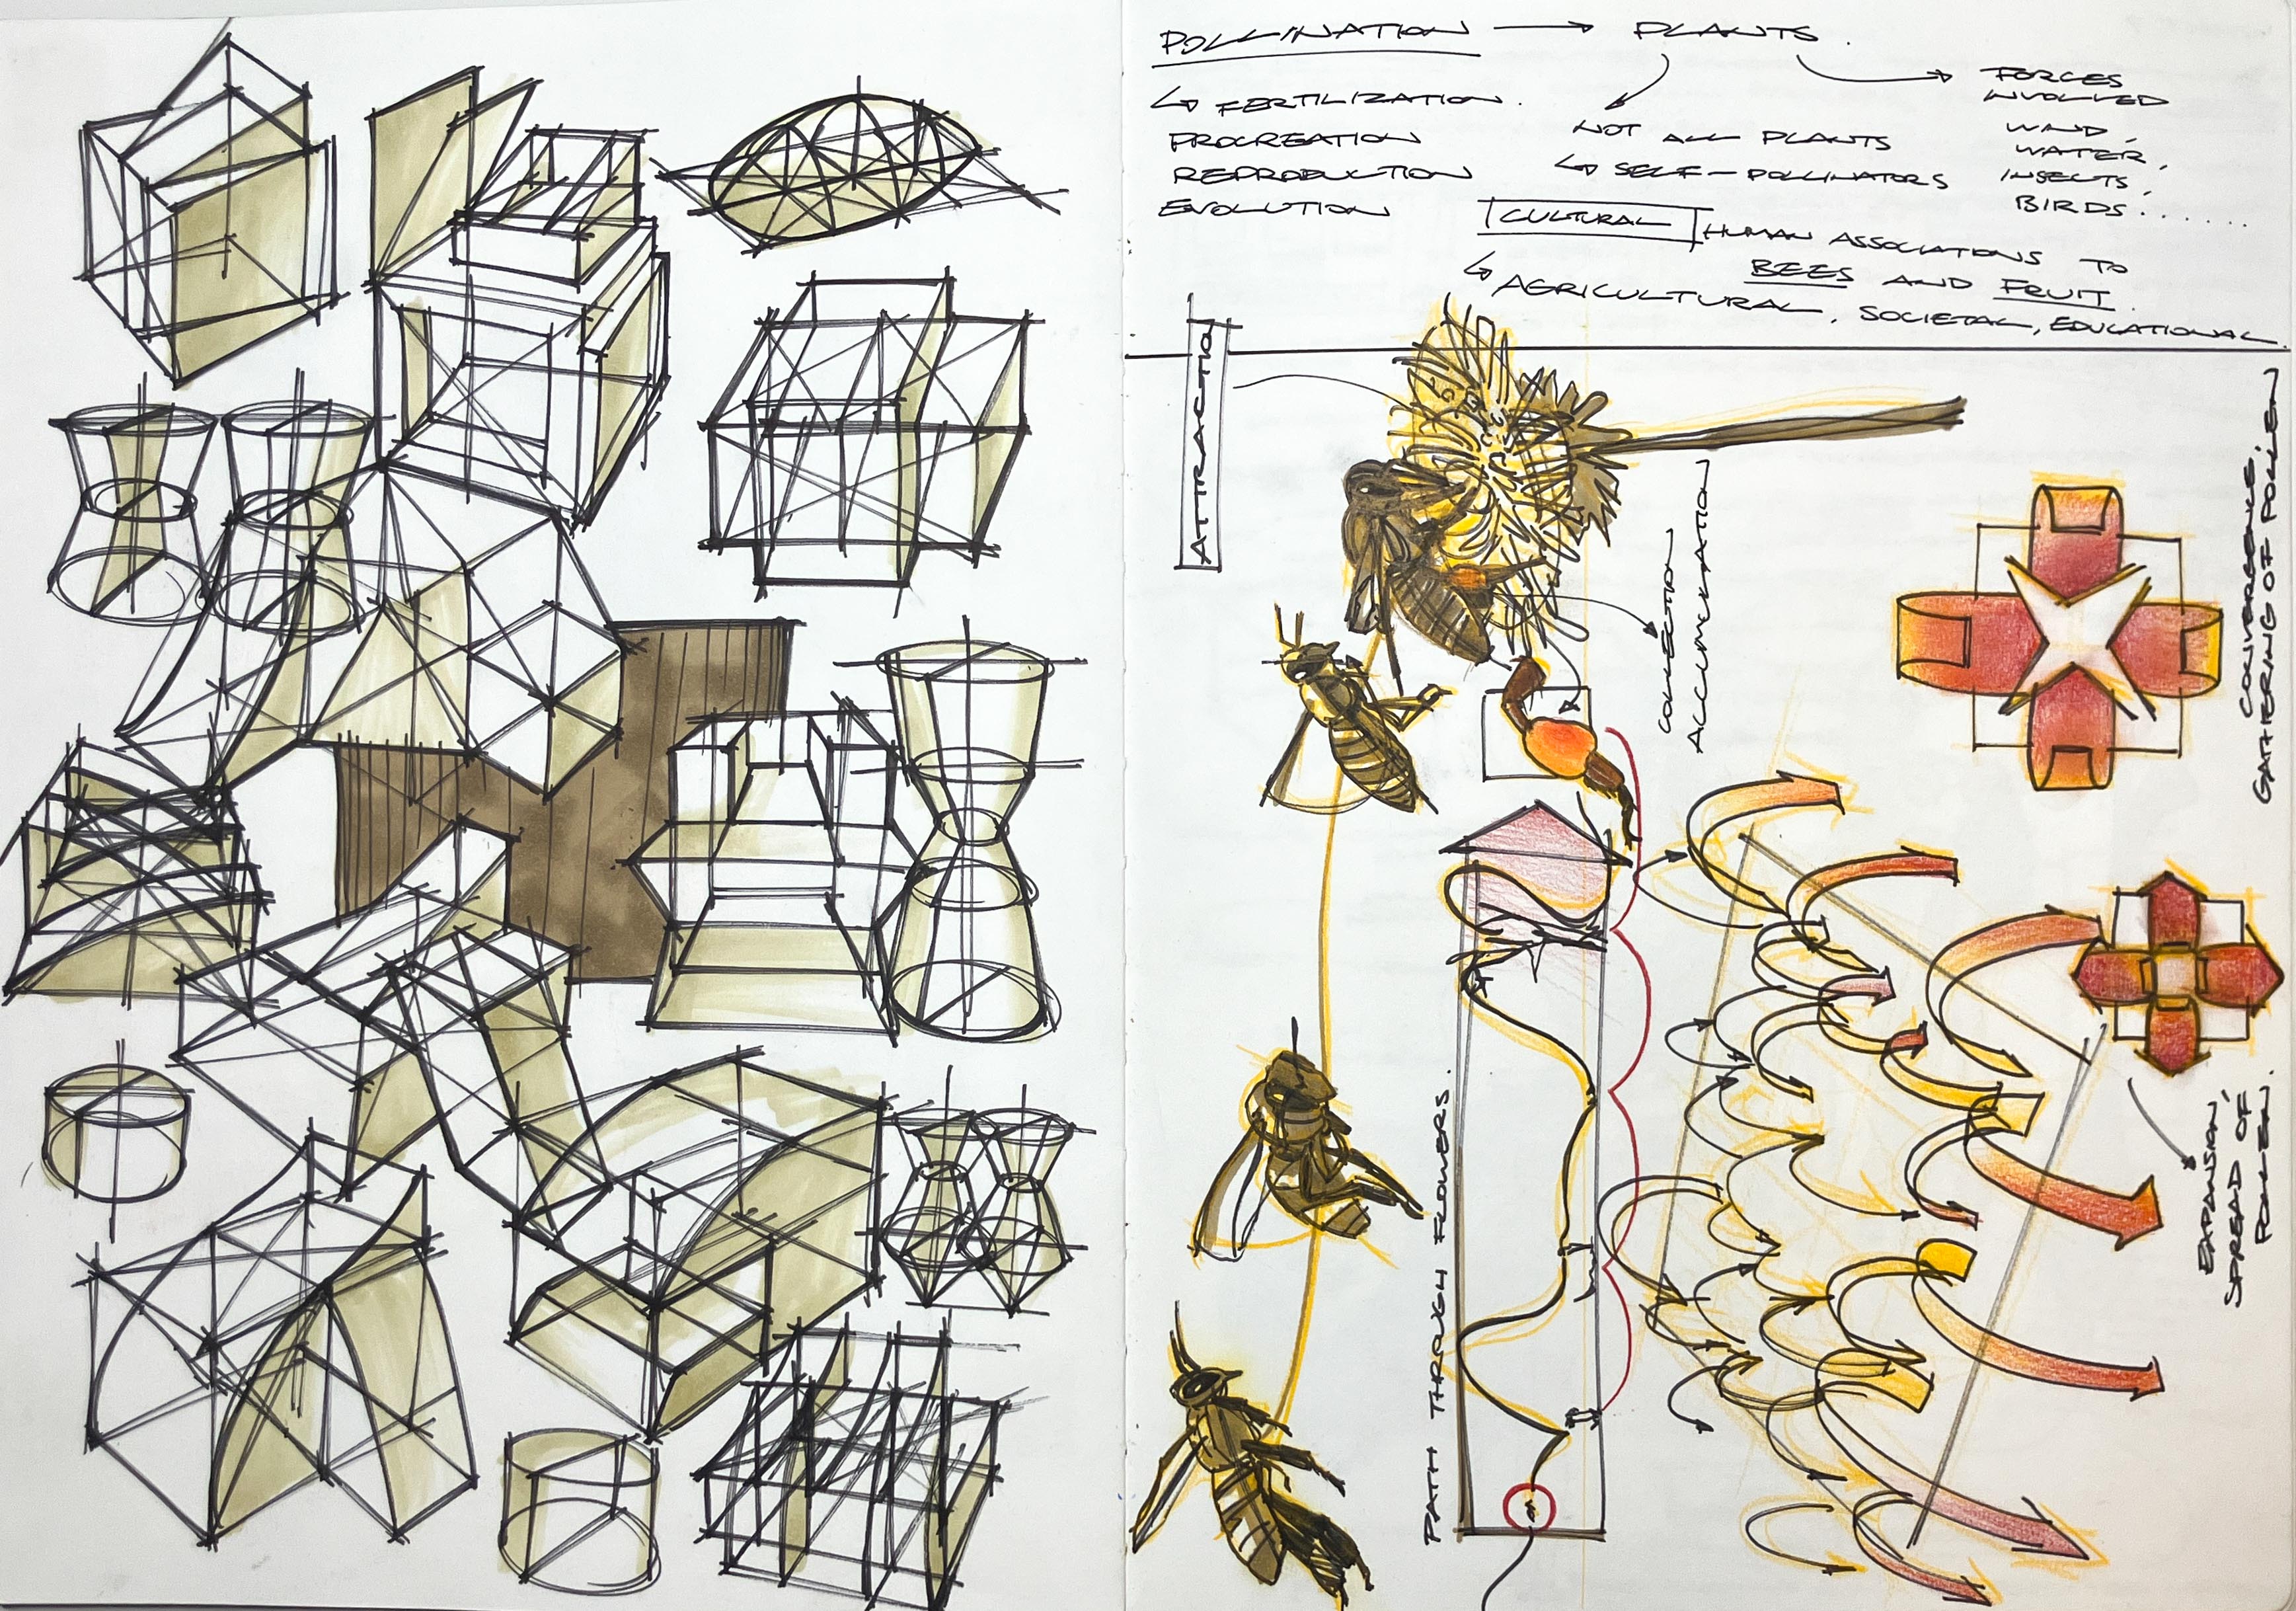 POLLINATION → PLANTS.
↳ FERTILIZATION.
PROCREATION
REPRODUCTION
EVOLUTION
NOT ALL PLANTS
↳ SELF-POLLINATORS
FORCES
INVOLVED
WIND,
WATER,
INSECTS,
BIRDS.......
CULTURAL HUMAN ASSOCIATIONS TO
BEES AND FRUIT.
↳ AGRICULTURAL, SOCIETAL, EDUCATIONAL.
ATTRACTION
COLLECTION
ACCUMULATION
CONVERGENCE,
GATHERING OF POLLEN
PATH THROUGH FLOWERS.
EXPANSION,
SPREAD OF
POLLEN.